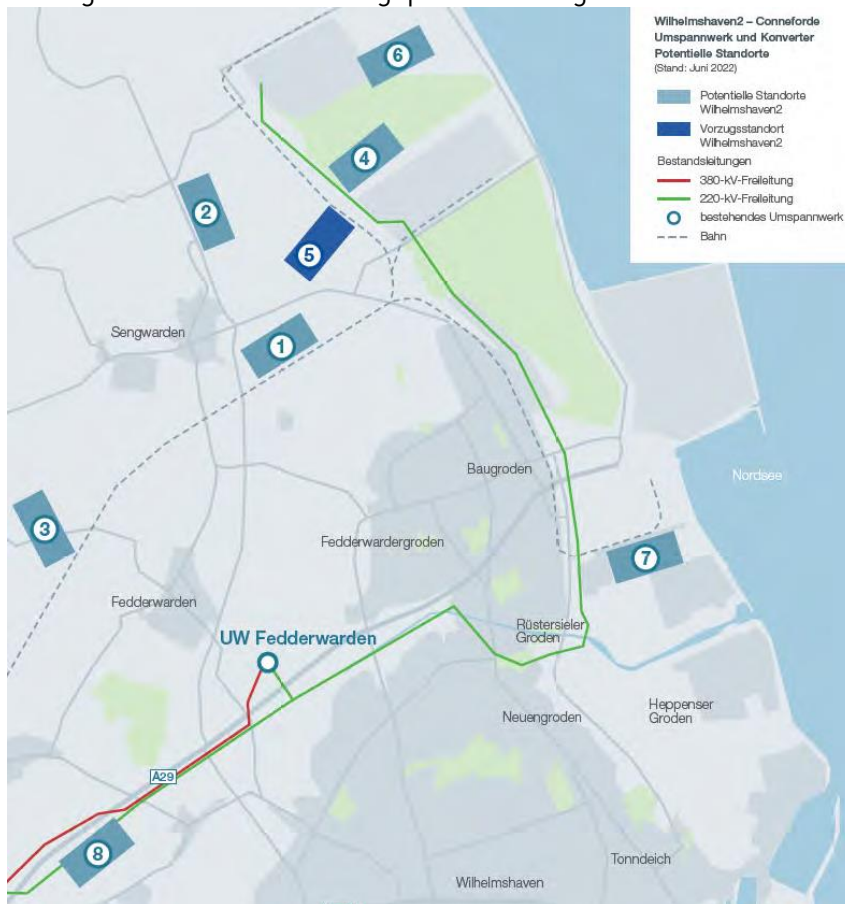 Wilhelmshaven2 – Conneforde
Umspannwerk und Konverter
Potentielle Standorte
(Stand: Juni 2022)
Potentielle Standorte
Wilhelmshaven2
Vorzugsstandort
Wilhelmshaven2
Bestandsleitungen
380-kV-Freileitung
220-kV-Freileitung
bestehendes Umspannwerk
Bahn
6
4
2
5
Sengwarden
1
Baugroden
Nordsee
3
Fedderwardergroden
7
Fedderwarden
Rüstersieler
Groden
UW Fedderwarden
Heppenser
Groden
Neuengroden
A29
8
Tonndeich
Wilhelmshaven